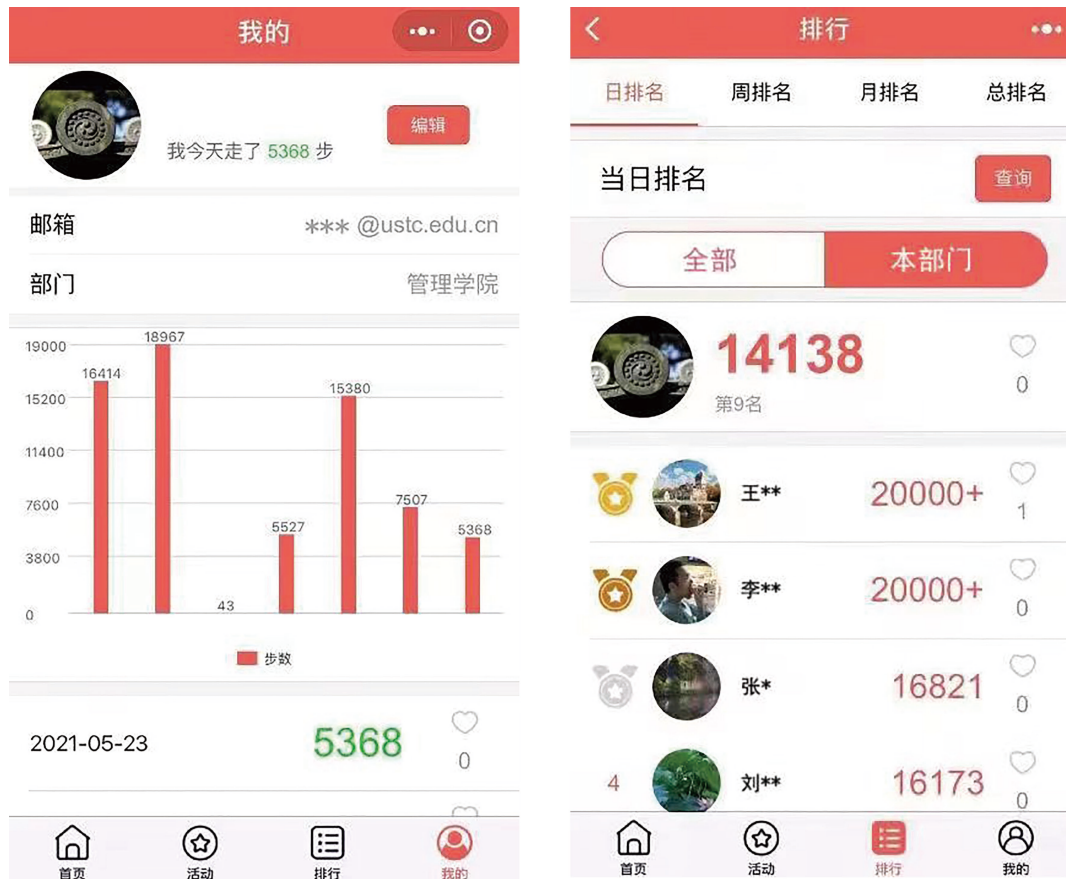 我的
编辑
我今天走了 5368 步
邮箱
*** @ustc.edu.cn
部门
管理学院
19000
15200
11400
7600
3800
0
16414
18967
43
5527
15380
7507
5368
步数
2021-05-23
5368
0
首页
活动
排行
我的
排行
日排名
周排名
月排名
总排名
当日排名
查询
全部
本部门
14138
第9名
0
王**
20000+
1
李**
20000+
0
张*
16821
0
4
刘**
16173
0
首页
活动
排行
我的